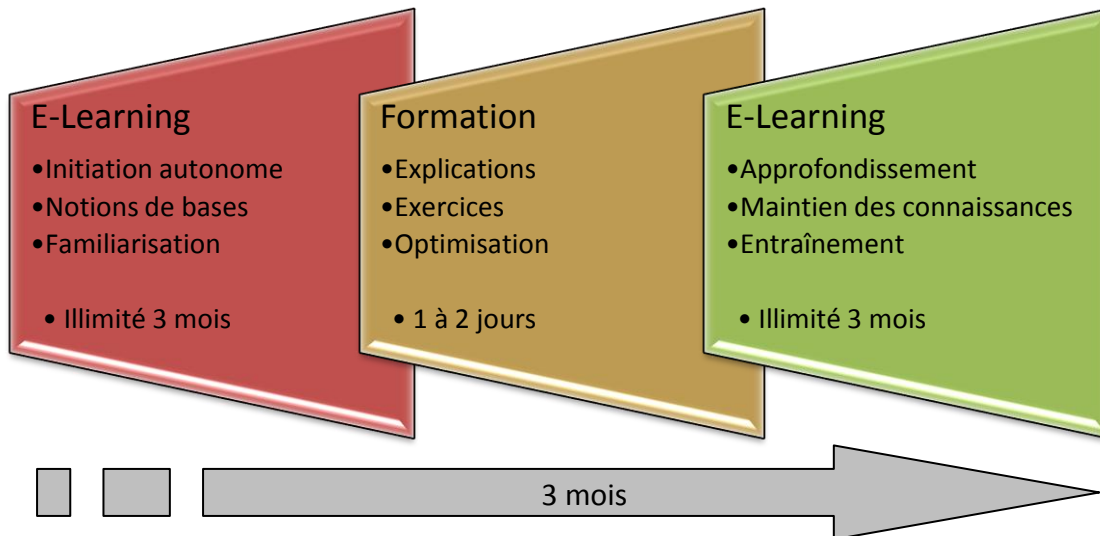 E-Learning
•Initiation autonome
•Notions de bases
•Familiarisation
• Illimité 3 mois
Formation
•Explications
•Exercices
•Optimisation
• 1 à 2 jours
E-Learning
•Approfondissement
•Maintien des connaissances
•Entraînement
• Illimité 3 mois
3 mois